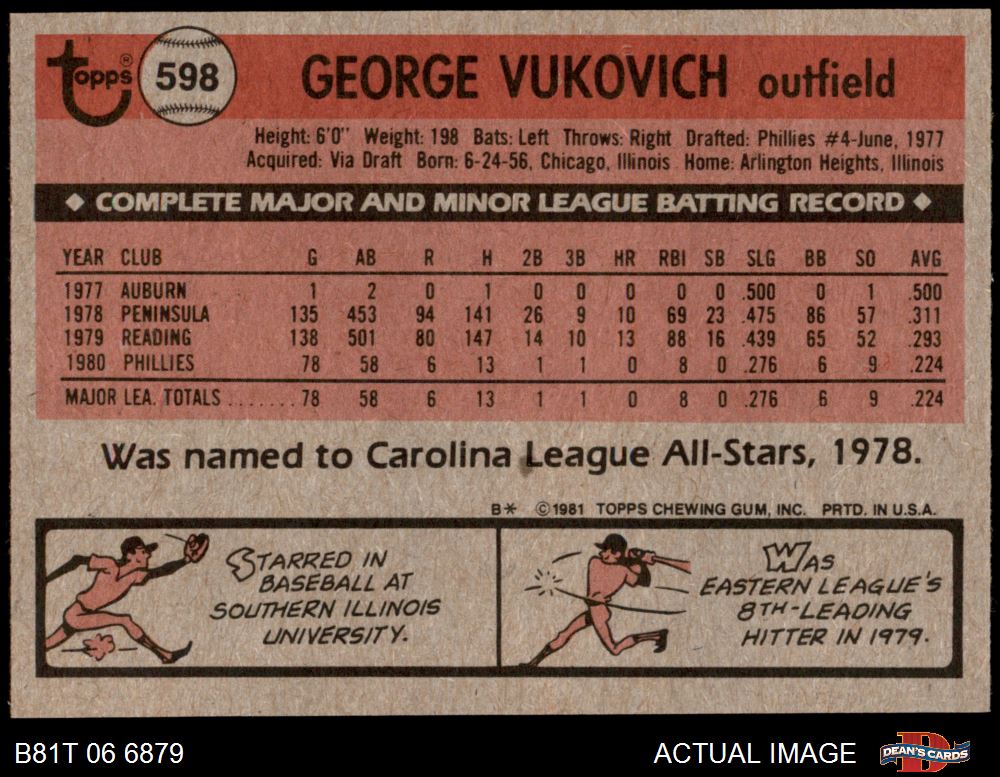 Topps® 598 GEORGE VUKOVICH outfield
Height: 6'0" Weight: 198 Bats: Left Throws: Right Drafted: Phillies #4-June, 1977
Acquired: Via Draft Born: 6-24-56, Chicago, Illinois Home: Arlington Heights, Illinois
◆ COMPLETE MAJOR AND MINOR LEAGUE BATTING RECORD ◆
YEAR CLUB G AB R H 2B 3B HR RBI SB SLG BB SO AVG
1977 AUBURN 1 2 0 1 0 0 0 0 0 .500 0 1 .500
1978 PENINSULA 135 453 94 141 26 9 10 69 23 .475 86 57 .311
1979 READING 138 501 80 147 14 10 13 88 16 .439 65 52 .293
1980 PHILLIES 78 58 6 13 1 1 0 8 0 .276 6 9 .224
MAJOR LEA. TOTALS ....... 78 58 6 13 1 1 0 8 0 .276 6 9 .224
Was named to Carolina League All-Stars, 1978.
B* ©1981 TOPPS CHEWING GUM, INC. PRTD. IN U.S.A.
STARRED IN
BASEBALL AT
SOUTHERN ILLINOIS
UNIVERSITY.
WAS
EASTERN LEAGUE'S
8TH-LEADING
HITTER IN 1979.
B81T 06 6879 ACTUAL IMAGE DEAN'S CARDS